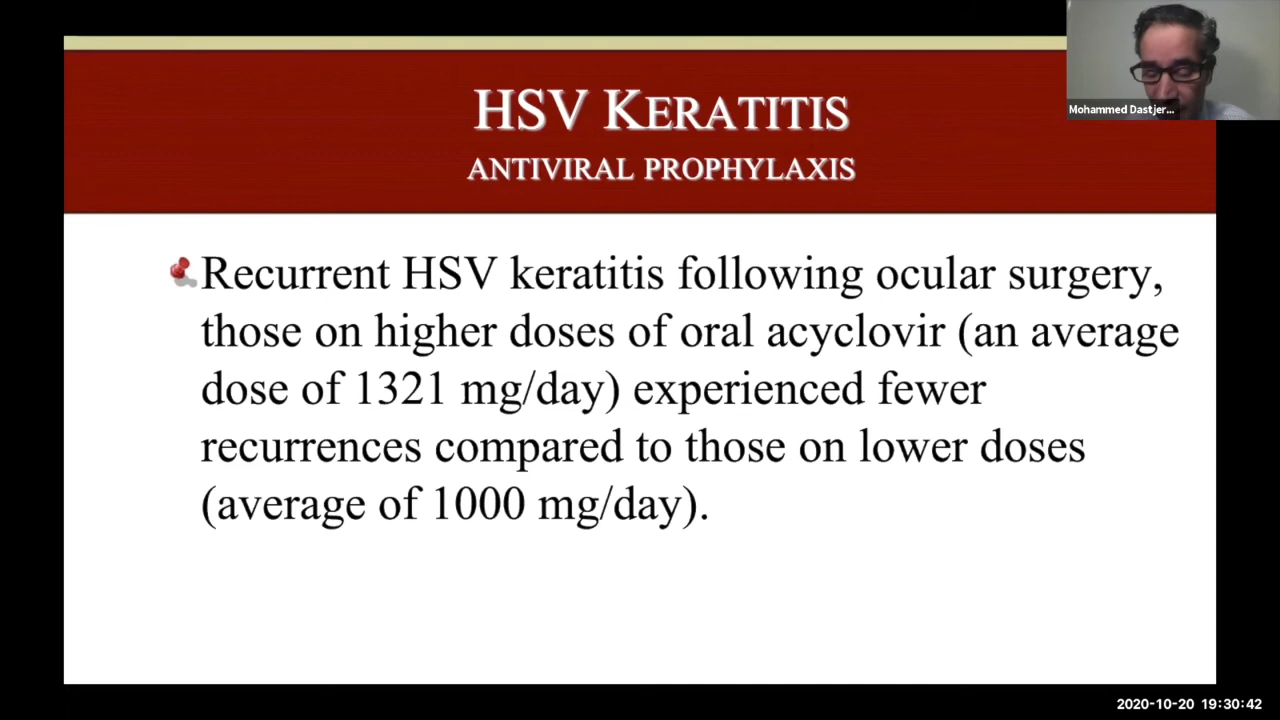 HSV KERATITIS
ANTIVIRAL PROPHYLAXIS
Mohammed Dastjer...
Recurrent HSV keratitis following ocular surgery,
those on higher doses of oral acyclovir (an average
dose of 1321 mg/day) experienced fewer
recurrences compared to those on lower doses
(average of 1000 mg/day).
2020-10-20 19:30:42